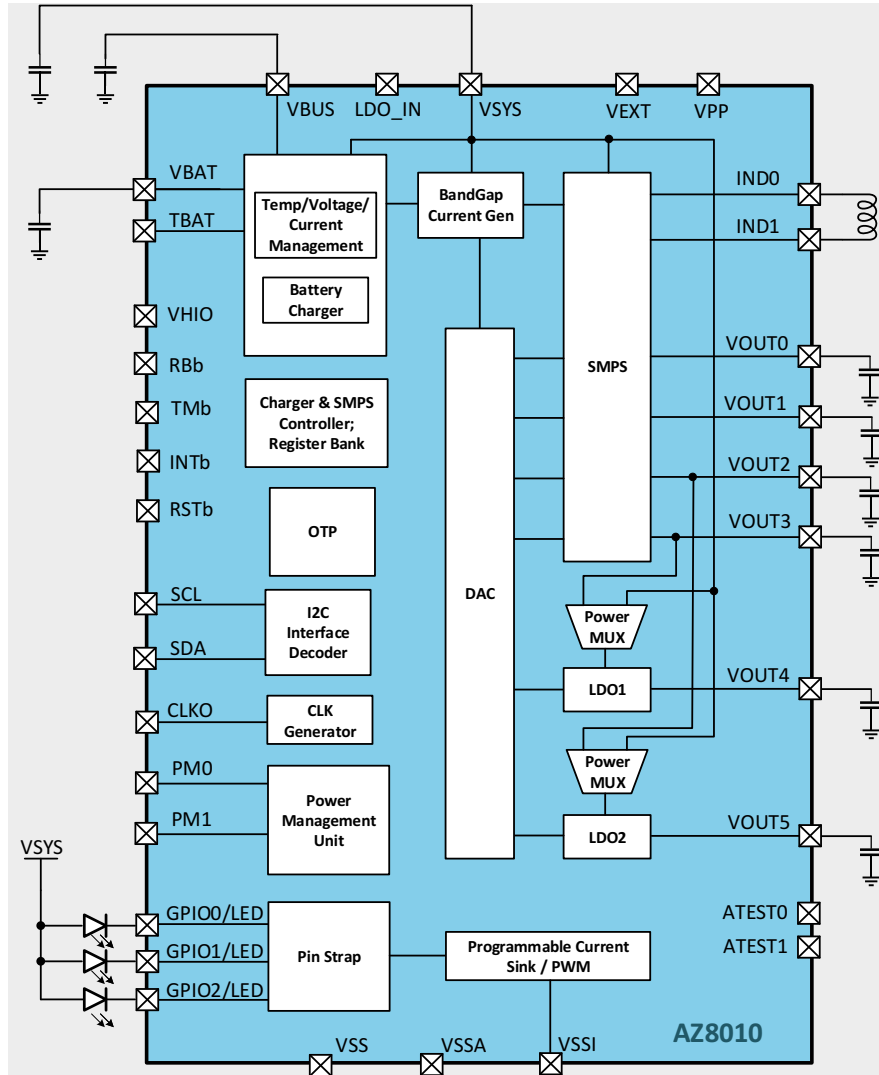 VBUS
LDO_IN
VSYS
VEXT
VPP
VBAT
TBAT
Temp/Voltage/
Current
Management
Battery
Charger
BandGap
Current Gen
SMPS
IND0
IND1
VHIO
RBb
TMb
INTb
RSTb
Charger & SMPS
Controller;
Register Bank
OTP
DAC
VOUT0
VOUT1
VOUT2
VOUT3
Power
MUX
LDO1
VOUT4
Power
MUX
LDO2
VOUT5
SCL
SDA
I2C
Interface
Decoder
CLKO
CLK
Generator
PM0
PM1
Power
Management
Unit
VSYS
GPIO0/LED
GPIO1/LED
GPIO2/LED
Pin Strap
Programmable Current
Sink / PWM
ATEST0
ATEST1
AZ8010
VSS
VSSA
VSSI